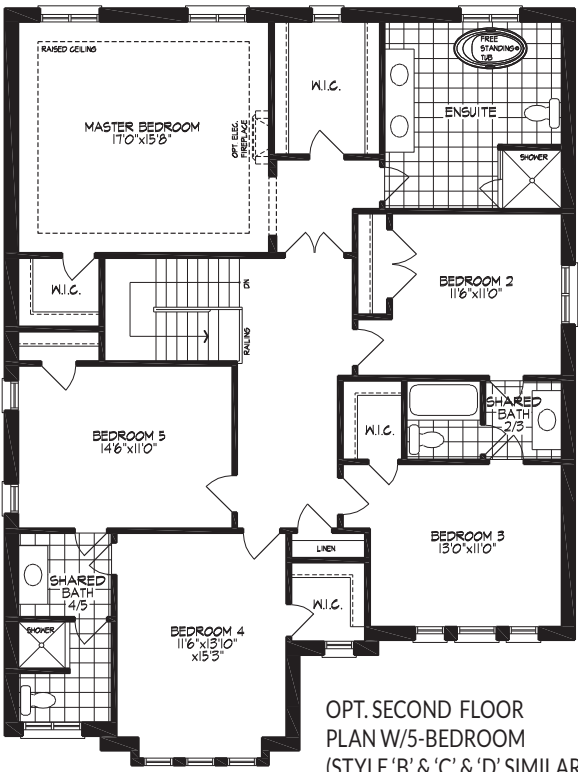 RAISED CEILING
MASTER BEDROOM
17'0"x15'8"
OPT. ELEC.
FIREPLACE
W.I.C.
FREE
STANDING
TUB
ENSUITE
SHOWER
W.I.C.
DN
RAILING
BEDROOM 2
11'6"x11'0"
BEDROOM 5
14'6"x11'0"
W.I.C.
SHARED
BATH
2/3
BEDROOM 3
13'0"x11'0"
LINEN
SHARED
BATH
4/5
SHOWER
BEDROOM 4
11'6"x13'10"
x15'3"
W.I.C.
OPT. SECOND FLOOR
PLAN W/5-BEDROOM
(STYLE 'B' & 'C' & 'D' SIMILAR